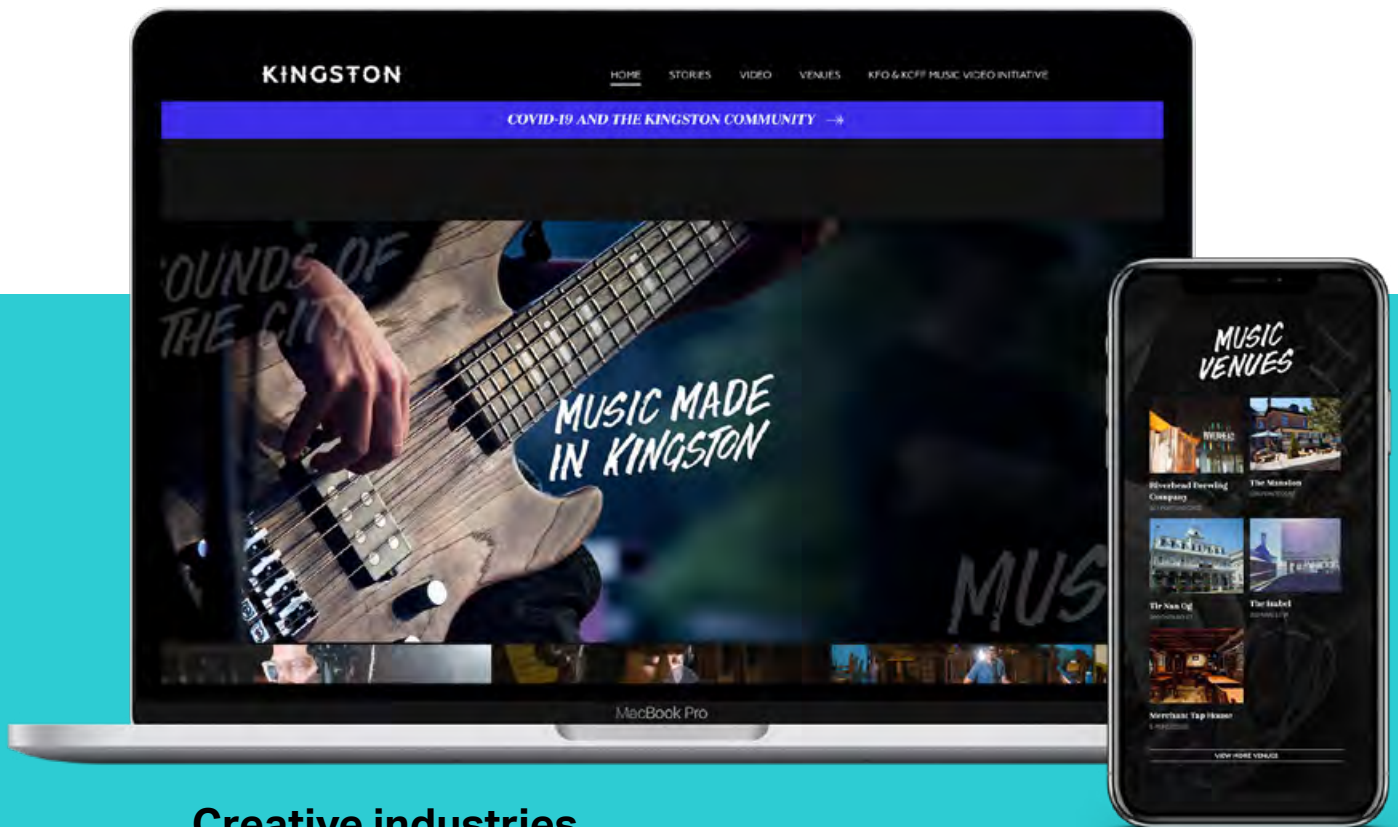 KINGSTON
HOME STORIES VIDEO VENUES KFO & KCFF MUSIC VIDEO INITIATIVE
COVID-19 AND THE KINGSTON COMMUNITY →
OUNDS OF
THE CITY
MUSIC MADE
IN KINGSTON
MUS
MacBook Pro
MUSIC
VENUES
Riverhead Brewing
Company
The Mansion
Tir Nan Og
The Isabel
Merchant Tap House
VIEW MORE VENUES
Creative industries